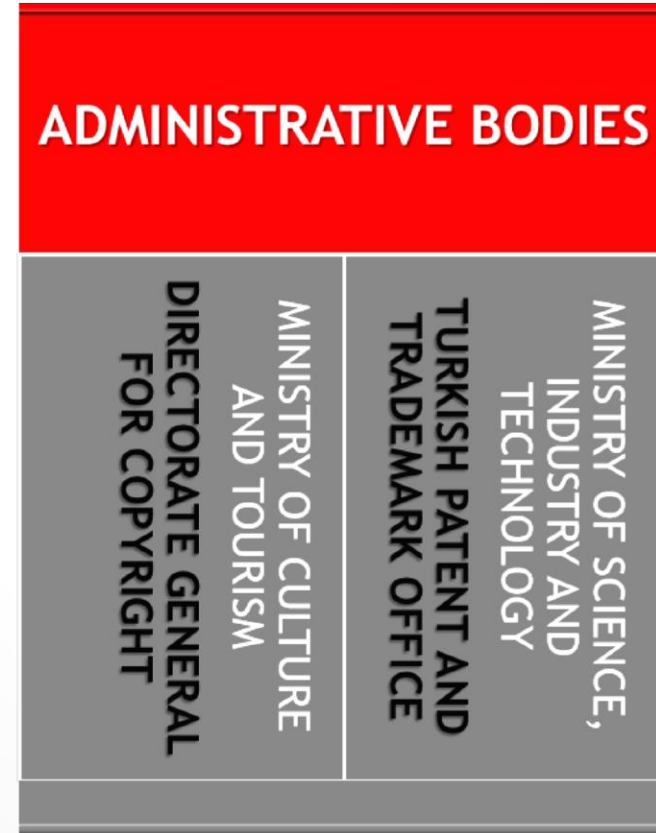 ADMINISTRATIVE BODIES
MINISTRY OF CULTURE
AND TOURISM
DIRECTORATE GENERAL
FOR COPYRIGHT
MINISTRY OF SCIENCE,
INDUSTRY AND
TECHNOLOGY
TURKISH PATENT AND
TRADEMARK OFFICE